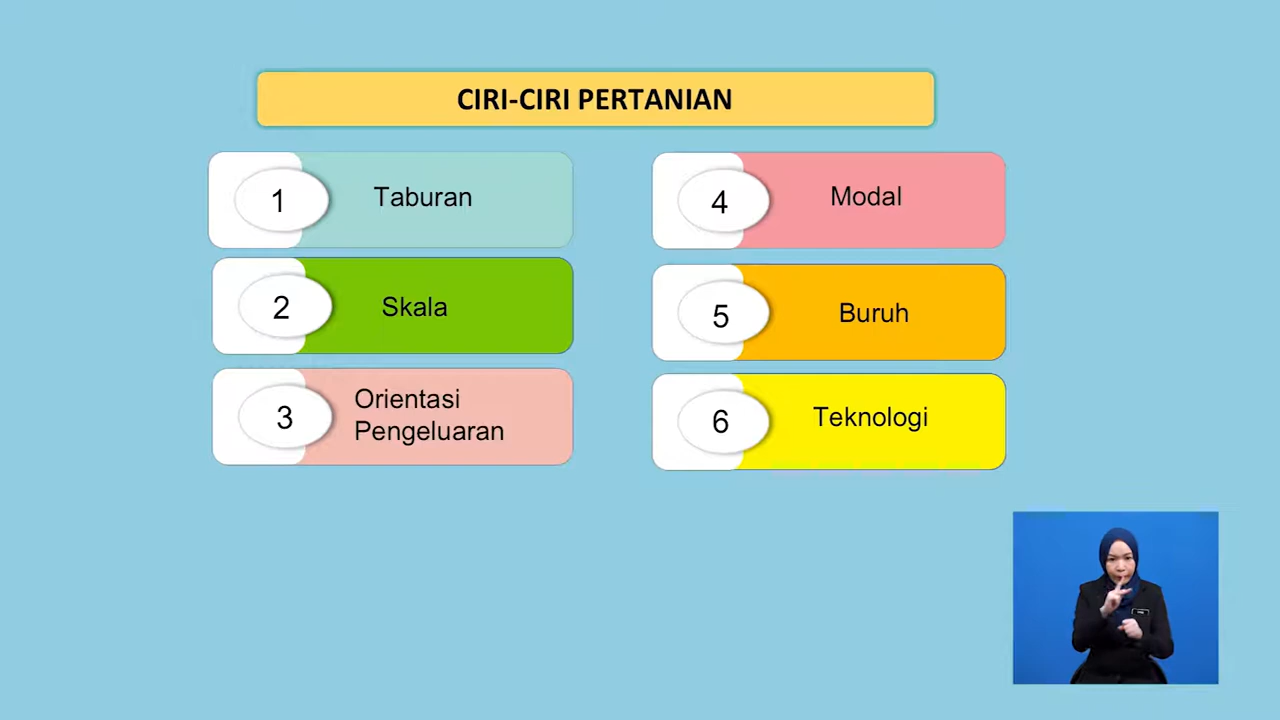 CIRI-CIRI PERTANIAN
1
Taburan
2
Skala
3
Orientasi
Pengeluaran
4
Modal
5
Buruh
6
Teknologi